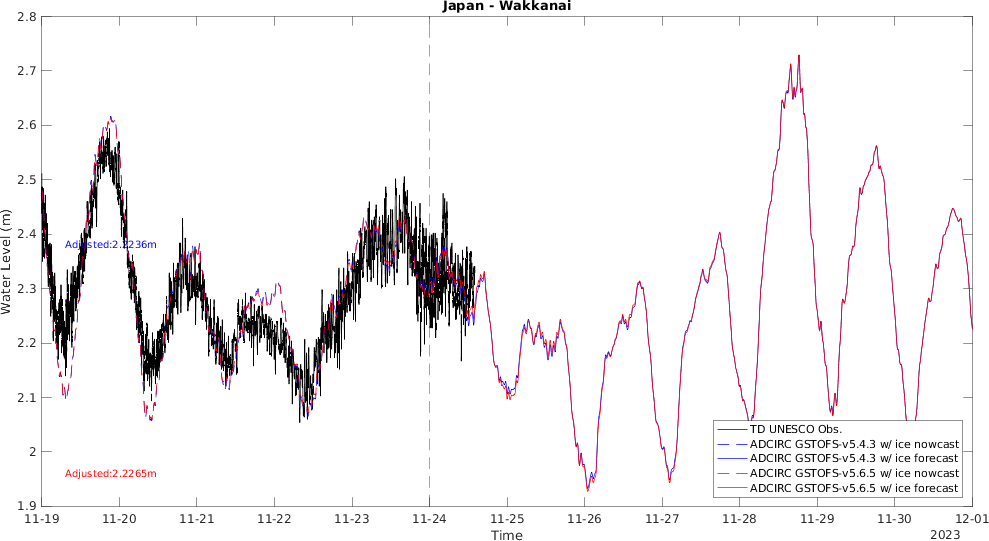 Japan - Wakkanai
2.8
2.7
2.6
2.5
2.4
2.3
2.2
2.1
2
1.9
Water Level (m)
Adjusted:2.2236m
Adjusted:2.2265m
TD UNESCO Obs.
ADCIRC GSTOFS-v5.4.3 w/ ice nowcast
ADCIRC GSTOFS-v5.4.3 w/ ice forecast
ADCIRC GSTOFS-v5.6.5 w/ ice nowcast
ADCIRC GSTOFS-v5.6.5 w/ ice forecast
11-19 11-20 11-21 11-22 11-23 11-24 11-25 11-26 11-27 11-28 11-29 11-30 12-01
Time
2023